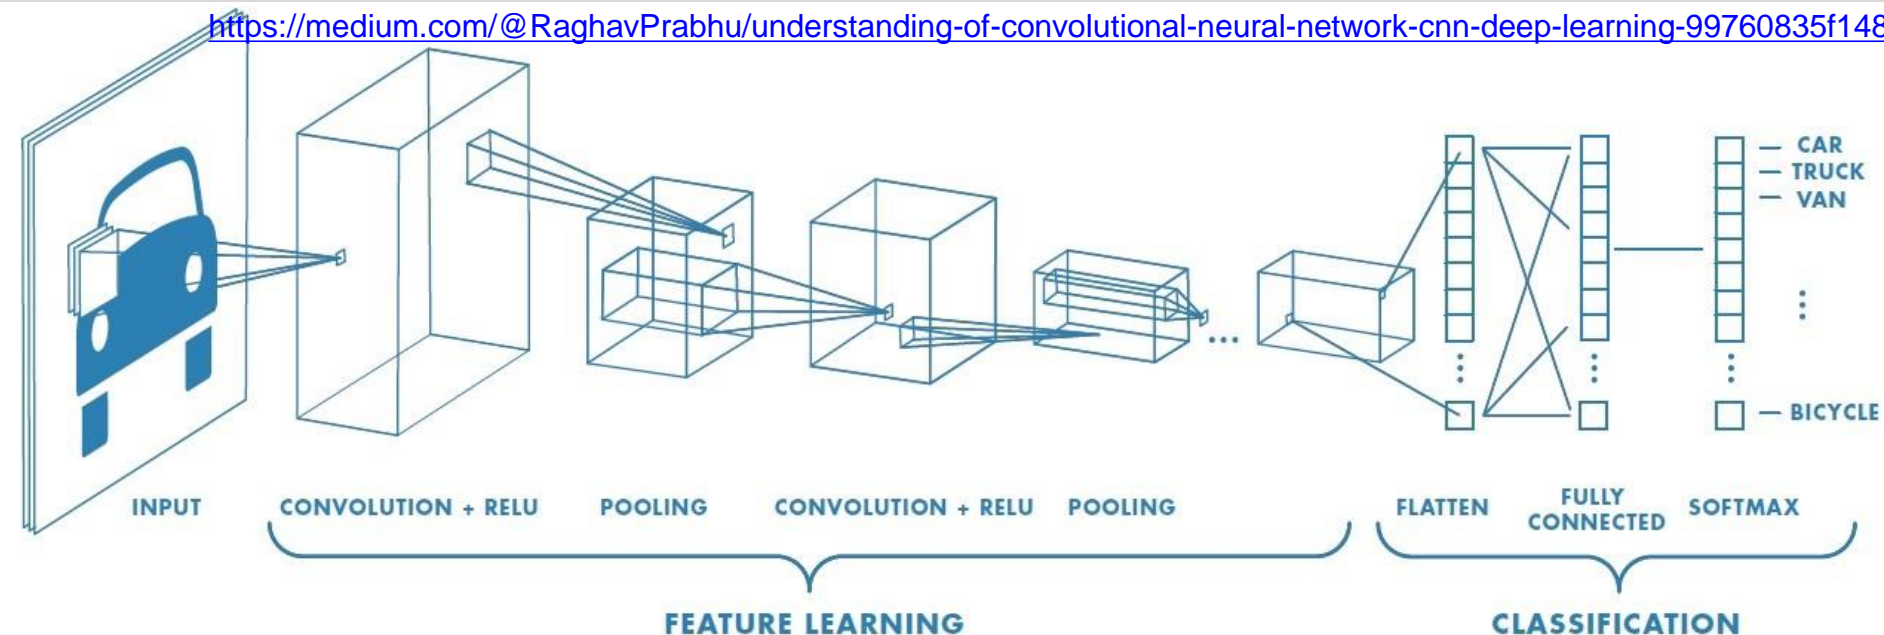 https://medium.com/@RaghavPrabhu/understanding-of-convolutional-neural-network-cnn-deep-learning-99760835f148
CAR
TRUCK
VAN
BICYCLE
INPUT
CONVOLUTION + RELU
POOLING
CONVOLUTION + RELU
POOLING
FLATTEN
FULLY
CONNECTED
SOFTMAX
FEATURE LEARNING
CLASSIFICATION